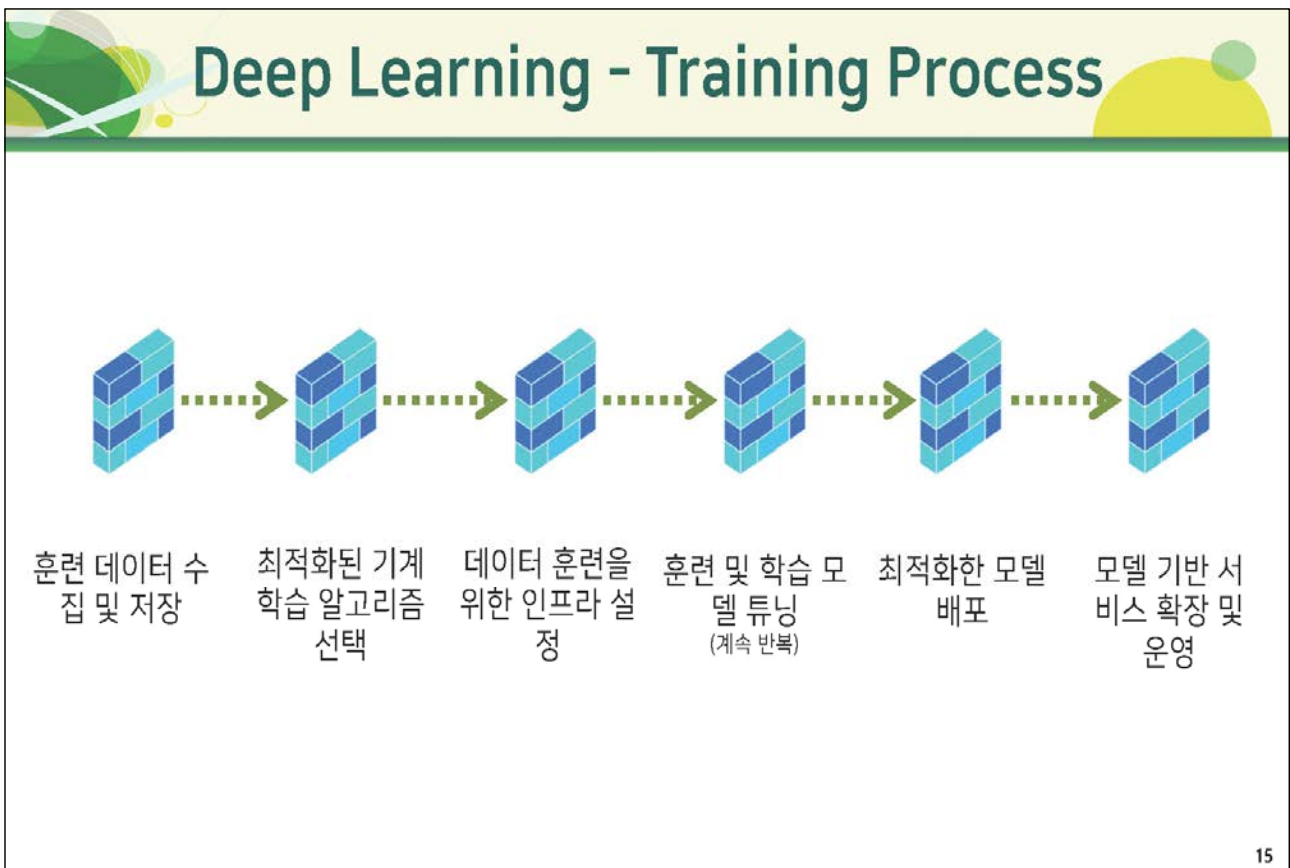 Deep Learning - Training Process
훈련 데이터 수
집 및 저장
최적화된 기계
학습 알고리즘
선택
데이터 훈련을
위한 인프라 설
정
훈련 및 학습 모
델 튜닝
(계속 반복)
최적화한 모델
배포
모델 기반 서
비스 확장 및
운영
15